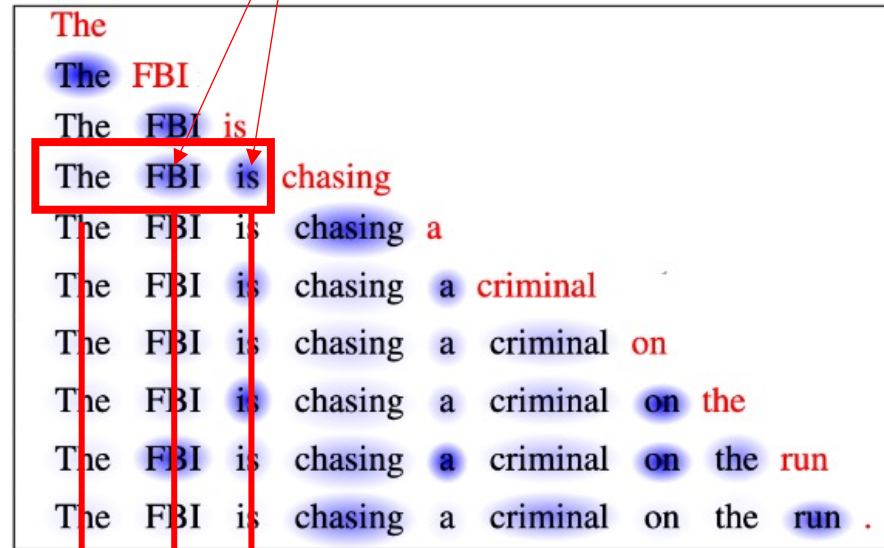 The
The FBI
The FBI is
The FBI is chasing
The FBI is chasing a
The FBI is chasing a criminal
The FBI is chasing a criminal on
The FBI is chasing a criminal on the
The FBI is chasing a criminal on the run
The FBI is chasing a criminal on the run .